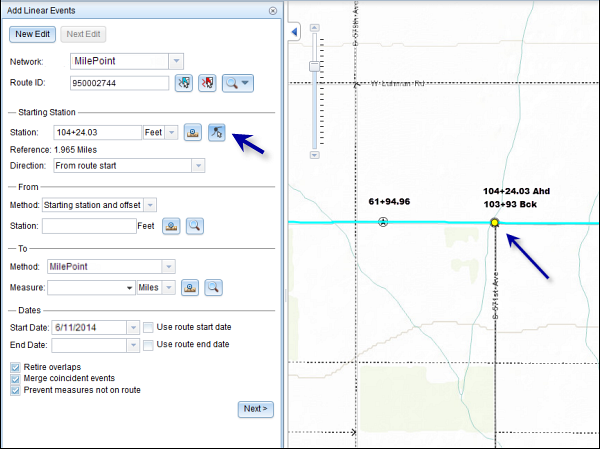 Add Linear Events
New Edit Next Edit
Network: MilePoint
Route ID: 950002744
Starting Station
Station: 104+24.03 Feet
Reference: 1.965 Miles
Direction: From route start
From
Method: Starting station and offset
Station: Feet
To
Method: MilePoint
Measure: Miles
Dates
Start Date: 6/11/2014 Use route start date
End Date: Use route end date
Retire overlaps
Merge coincident events
Prevent measures not on route
Next >
W Luhman Rd
61+94.96
104+24.03 Ahd
103+93 Bck
S 571st Ave